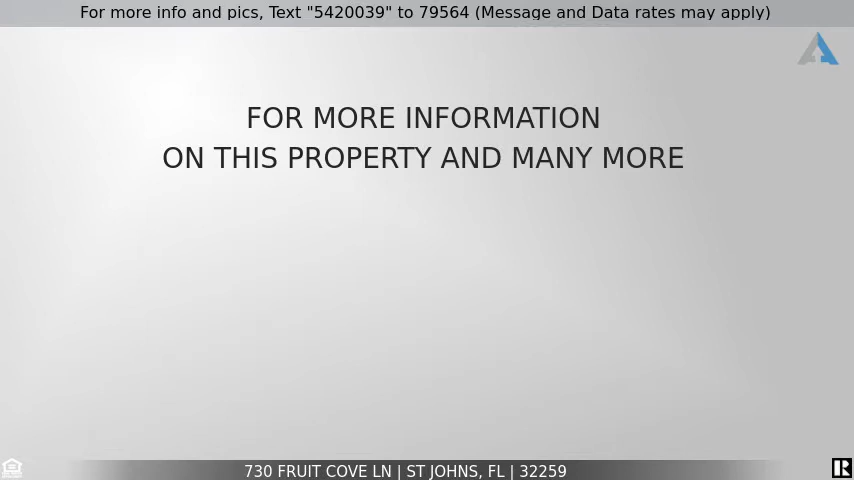 For more info and pics, Text "5420039" to 79564 (Message and Data rates may apply)
FOR MORE INFORMATION
ON THIS PROPERTY AND MANY MORE
730 FRUIT COVE LN | ST JOHNS, FL | 32259